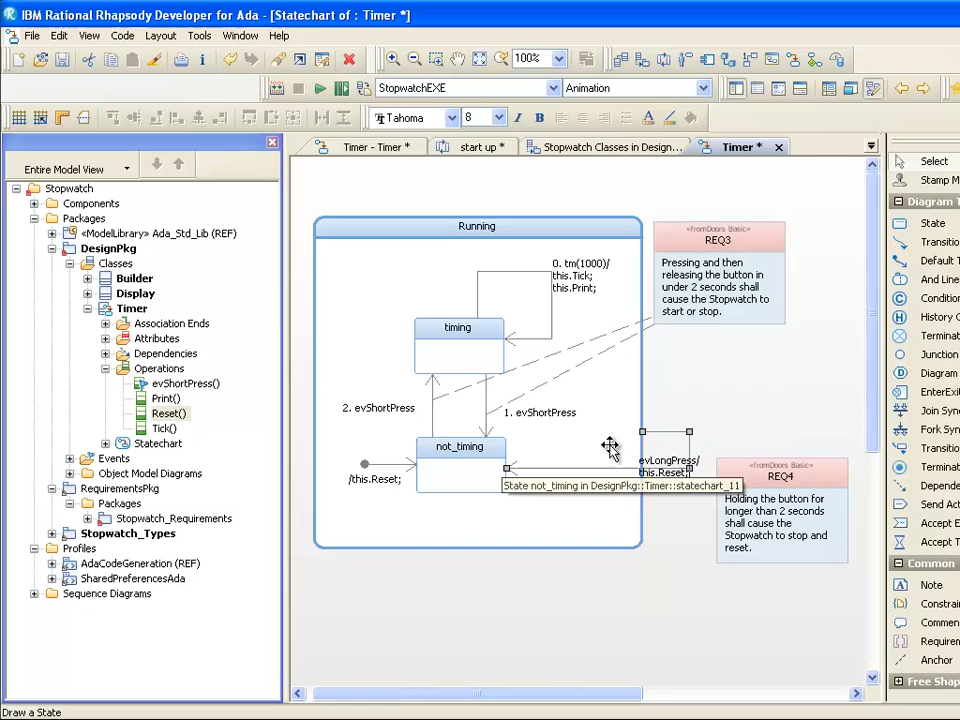 IBM Rational Rhapsody Developer for Ada - [Statechart of : Timer *]
File Edit View Code Layout Tools Window Help
100%
StopwatchEXE Animation
Tahoma 8 I B A
Entire Model View
Timer - Timer * start up * Stopwatch Classes in Design... Timer *
Stopwatch
Components
Packages
«ModelLibrary» Ada_Std_Lib (REF)
DesignPkg
Classes
Builder
Display
Timer
Association Ends
Attributes
Dependencies
Operations
evShortPress()
Print()
Reset()
Tick()
Statechart
Events
Object Model Diagrams
RequirementsPkg
Packages
Stopwatch_Requirements
Stopwatch_Types
Profiles
AdaCodeGeneration (REF)
SharedPreferencesAda
Sequence Diagrams
Running
0. tm(1000)/
this.Tick;
this.Print;
timing
2. evShortPress
1. evShortPress
not_timing
/this.Reset;
evLongPress/
this.Reset;
State not_timing in DesignPkg::Timer::statechart_11
«fromDoors Basic»
REQ3
Pressing and then
releasing the button in
under 2 seconds shall
cause the Stopwatch to
start or stop.
«fromDoors Basic»
REQ4
Holding the button for
longer than 2 seconds
shall cause the
Stopwatch to stop and
reset.
Select
Stamp M
Diagram T
State
Transitio
Default T
And Line
Conditio
History C
Terminat
Junction
Diagram
EnterExi
Join Sync
Fork Syn
Transitio
Terminat
Depende
Send Act
Accept E
Accept T
Common
Note
Constrai
Commen
Requirem
Anchor
Free Shap
Draw a State